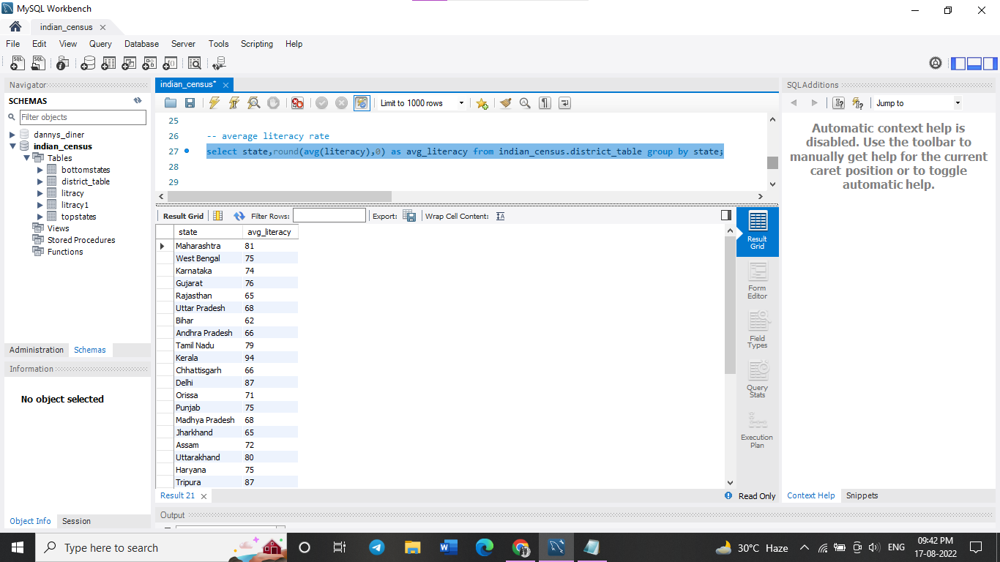 MySQL Workbench
indian_census
File Edit View Query Database Server Tools Scripting Help
Navigator
SCHEMAS
Filter objects
dannys_diner
indian_census
Tables
bottomstates
district_table
litracy
litracy1
topstates
Views
Stored Procedures
Functions
Administration Schemas
Information
No object selected
Object Info Session
indian_census*
Limit to 1000 rows
25
26 -- average literacy rate
27 select state,round(avg(literacy),0) as avg_literacy from indian_census.district_table group by state;
28
29
Result Grid Filter Rows: Export: Wrap Cell Content:
state avg_literacy
Maharashtra 81
West Bengal 75
Karnataka 74
Gujarat 76
Rajasthan 65
Uttar Pradesh 68
Bihar 62
Andhra Pradesh 66
Tamil Nadu 79
Kerala 94
Chhattisgarh 66
Delhi 87
Orissa 71
Punjab 75
Madhya Pradesh 68
Jharkhand 65
Assam 72
Uttarakhand 80
Haryana 75
Tripura 87
Result Grid
Form Editor
Field Types
Query Stats
Execution Plan
Result 21
Read Only
Output
SQLAdditions
Jump to
Automatic context help is
disabled. Use the toolbar to
manually get help for the current
caret position or to toggle
automatic help.
Context Help Snippets
Type here to search
30°C Haze
ENG
09:42 PM
17-08-2022